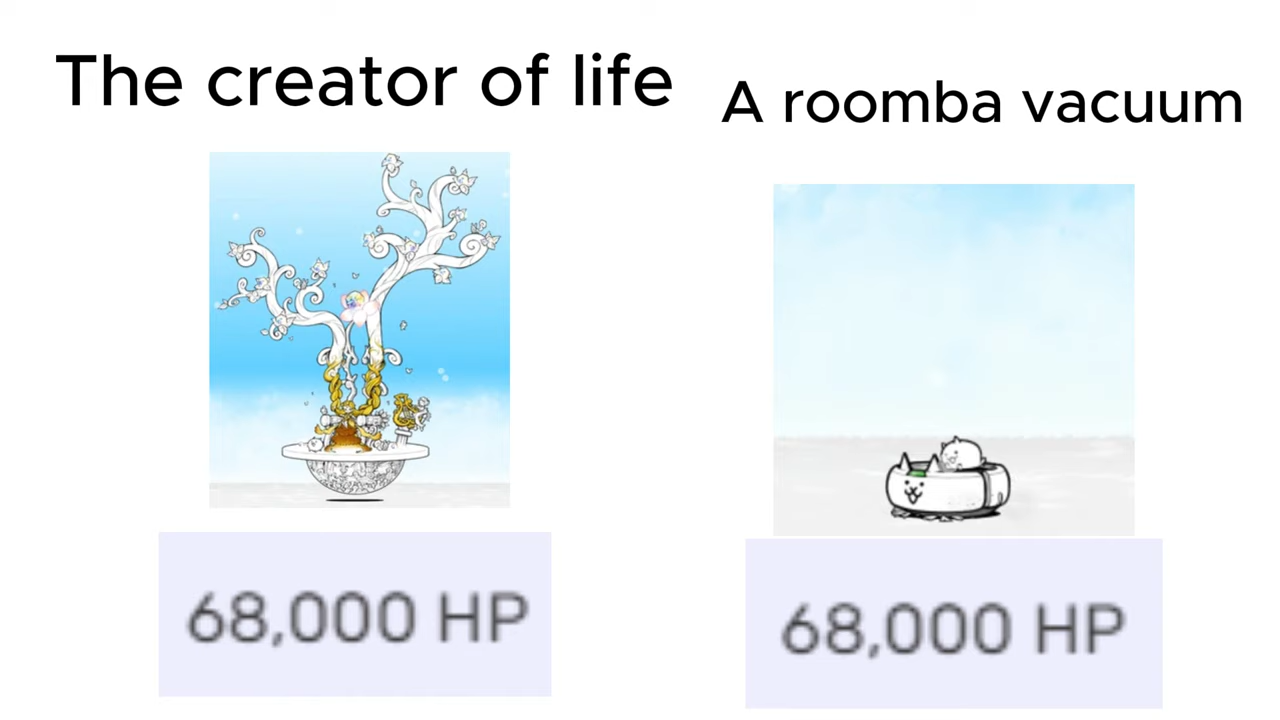 The creator of life
A roomba vacuum
68,000 HP
68,000 HP